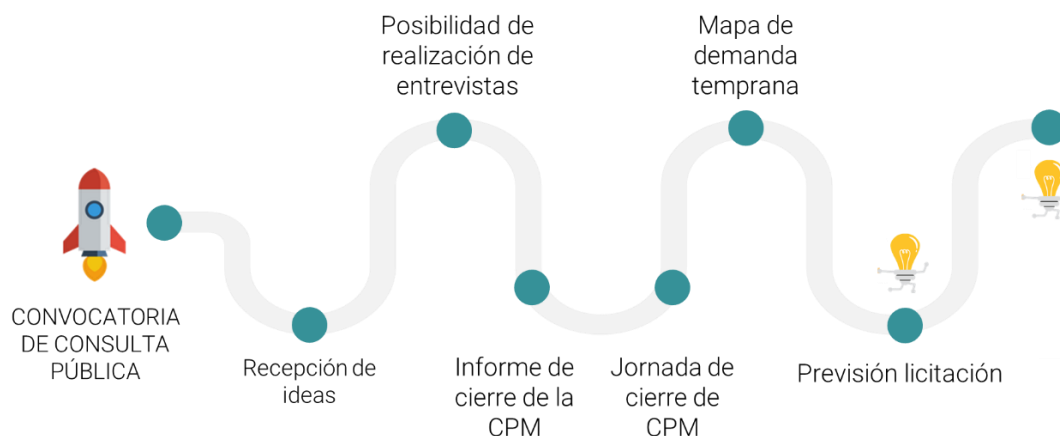 CONVOCATORIA
DE CONSULTA
PÚBLICA
Recepción de
ideas
Posibilidad de
realización de
entrevistas
Informe de
cierre de la
CPM
Jornada de
cierre de
CPM
Mapa de
demanda
temprana
Previsión licitación